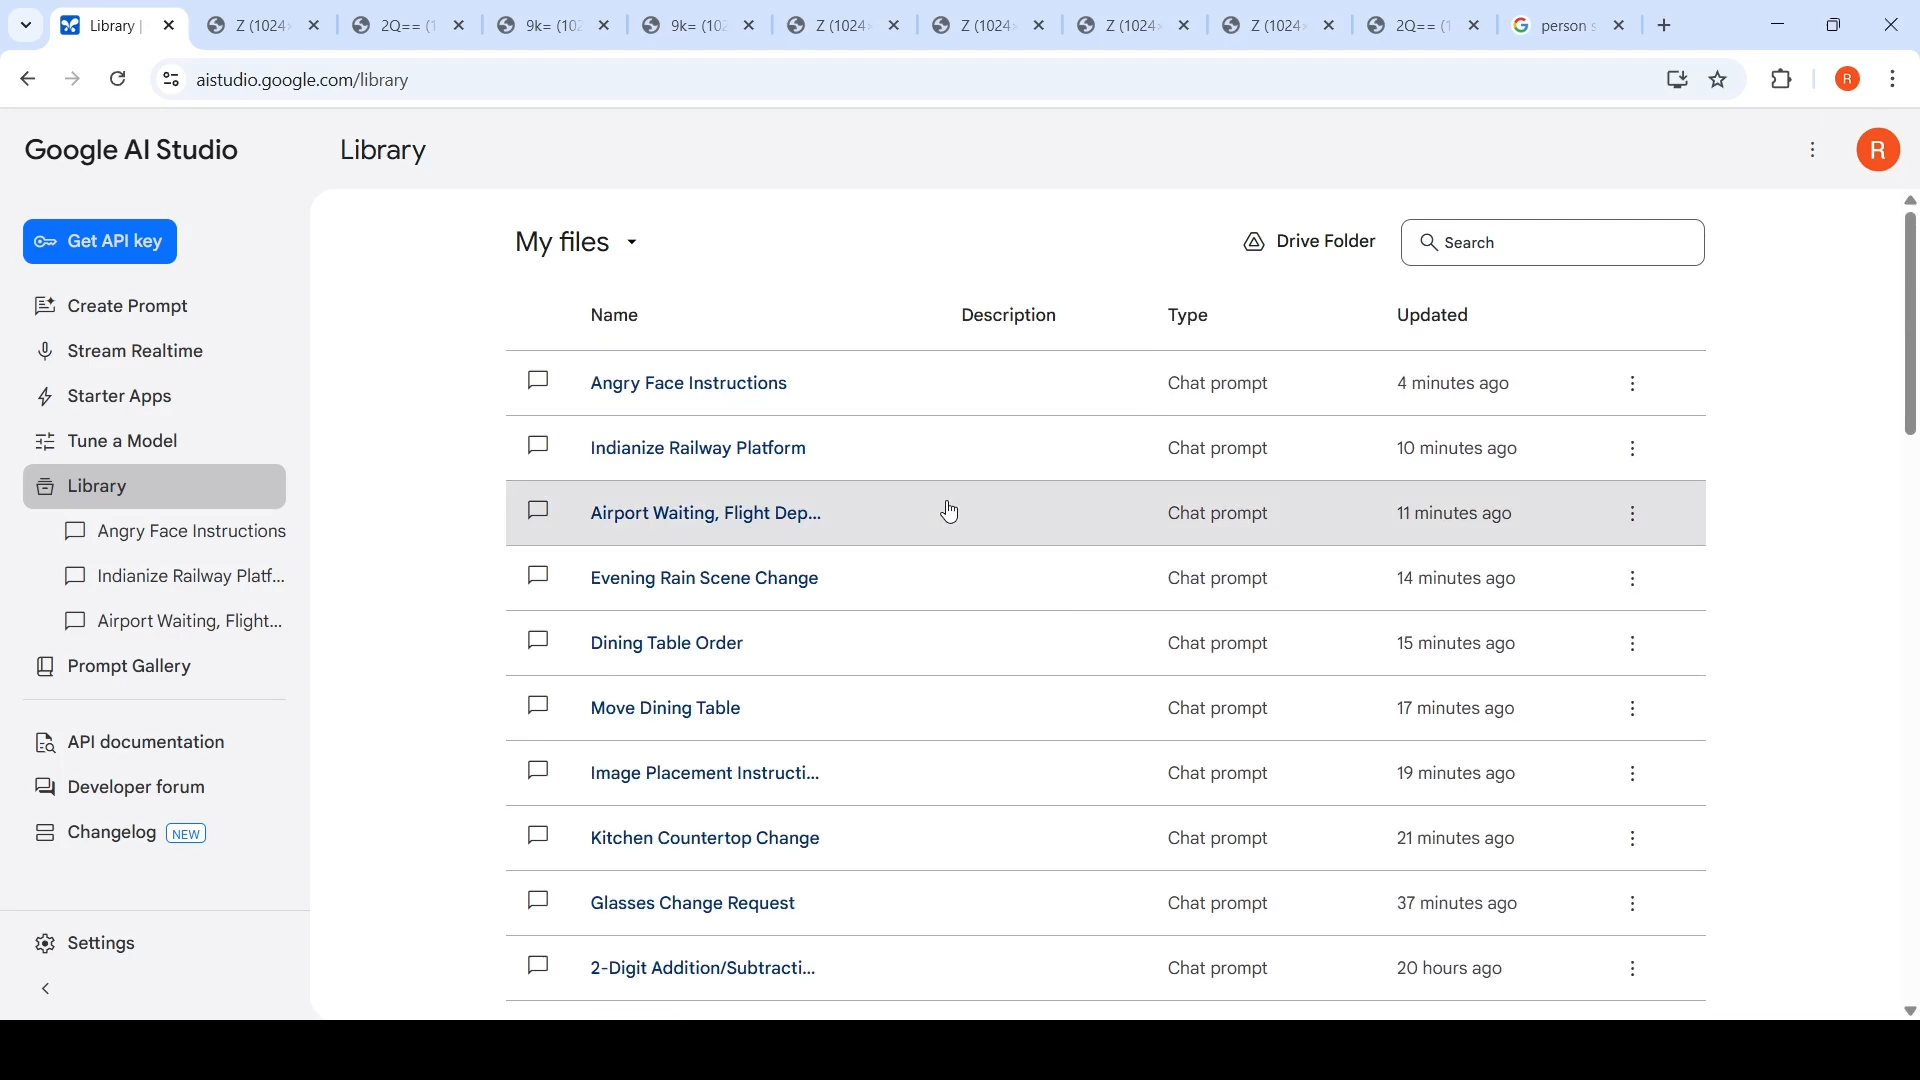 Library |
Z (1024
2Q== (1
9k= (102
9k= (102
Z (1024
Z (1024
Z (1024
Z (1024
2Q== (1
person s
aistudio.google.com/library
R
Google AI Studio
Library
R
Get API key
My files
Drive Folder
Search
Create Prompt
Stream Realtime
Starter Apps
Tune a Model
Library
Angry Face Instructions
Indianize Railway Platf...
Airport Waiting, Flight...
Prompt Gallery
API documentation
Developer forum
Changelog NEW
Settings
Name Description Type Updated
Angry Face Instructions Chat prompt 4 minutes ago
Indianize Railway Platform Chat prompt 10 minutes ago
Airport Waiting, Flight Dep... Chat prompt 11 minutes ago
Evening Rain Scene Change Chat prompt 14 minutes ago
Dining Table Order Chat prompt 15 minutes ago
Move Dining Table Chat prompt 17 minutes ago
Image Placement Instructi... Chat prompt 19 minutes ago
Kitchen Countertop Change Chat prompt 21 minutes ago
Glasses Change Request Chat prompt 37 minutes ago
2-Digit Addition/Subtracti... Chat prompt 20 hours ago